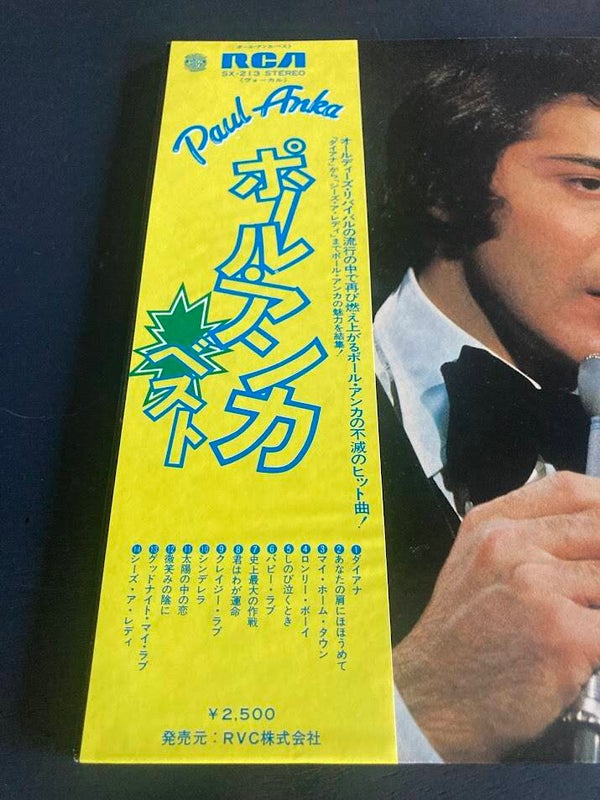 オール・アンカ・ベスト
RCA
SX-213 STEREO
(ヴォーカル)
Paul Anka
ポール・アンカ
ベスト
オールディーズ・リバイバルの流行の中で再び燃え上がるポール・アンカの不滅のヒット曲!
「ダイアナ」から「シーズ・ア・レディ」までポール・アンカの魅力を結集!
1 ダイアナ
2 あなたの肩にほほうめて
3 マイ・ホーム・タウン
4 ロンリー・ボーイ
5 しのび泣くとき
6 パピー・ラブ
7 史上最大の作戦
8 君はわが運命
9 クレイジー・ラブ
10 シンデレラ
11 太陽の中の恋
12 微笑みの陰に
13 グッドナイト・マイ・ラブ
14 シーズ・ア・レディ
¥2,500
発売元:RVC株式会社